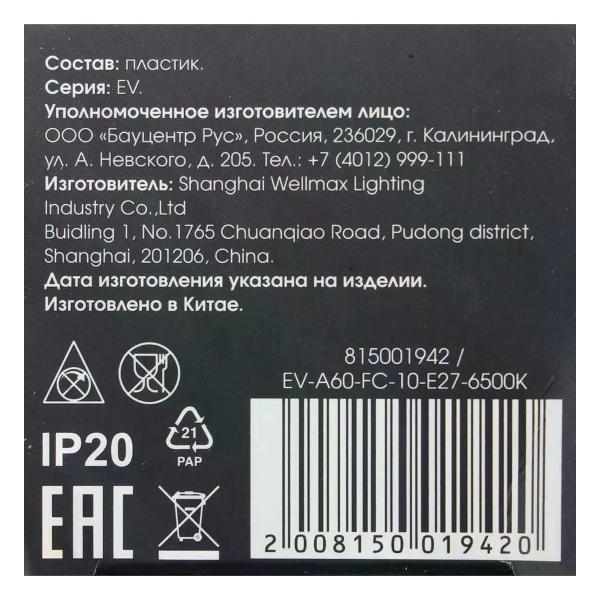 Состав: пластик.
Серия: EV.
Уполномоченное изготовителем лицо:
ООО «Бауцентр Рус», Россия, 236029, г. Калининград,
ул. А. Невского, д. 205. Тел.: +7 (4012) 999-111
Изготовитель: Shanghai Wellmax Lighting
Industry Co.,Ltd
Buidling 1, No.1765 Chuanqiao Road, Pudong district,
Shanghai, 201206, China.
Дата изготовления указана на изделии.
Изготовлено в Китае.
815001942 /
EV-A60-FC-10-E27-6500K
21
PAP
IP20
EAC
2 008150 019420